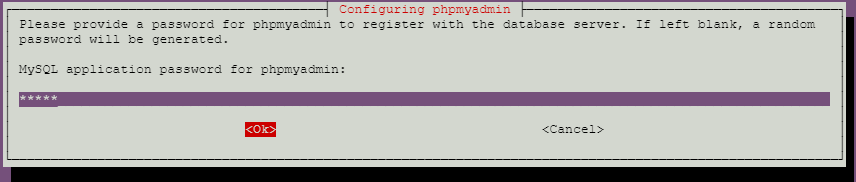 Configuring phpmyadmin
Please provide a password for phpmyadmin to register with the database server. If left blank, a random
password will be generated.
MySQL application password for phpmyadmin:
*****
<Ok> <Cancel>